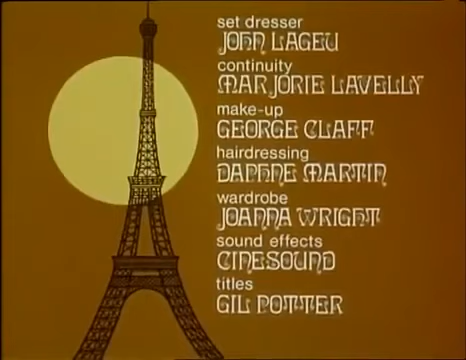 set dresser
JOHN LAGEU
continuity
MARJORIE LAVELLY
make-up
GEORGE CLAFF
hairdressing
DAPHNE MARTIN
wardrobe
JOANNA WRIGHT
sound effects
CINESOUND
titles
GIL POTTER